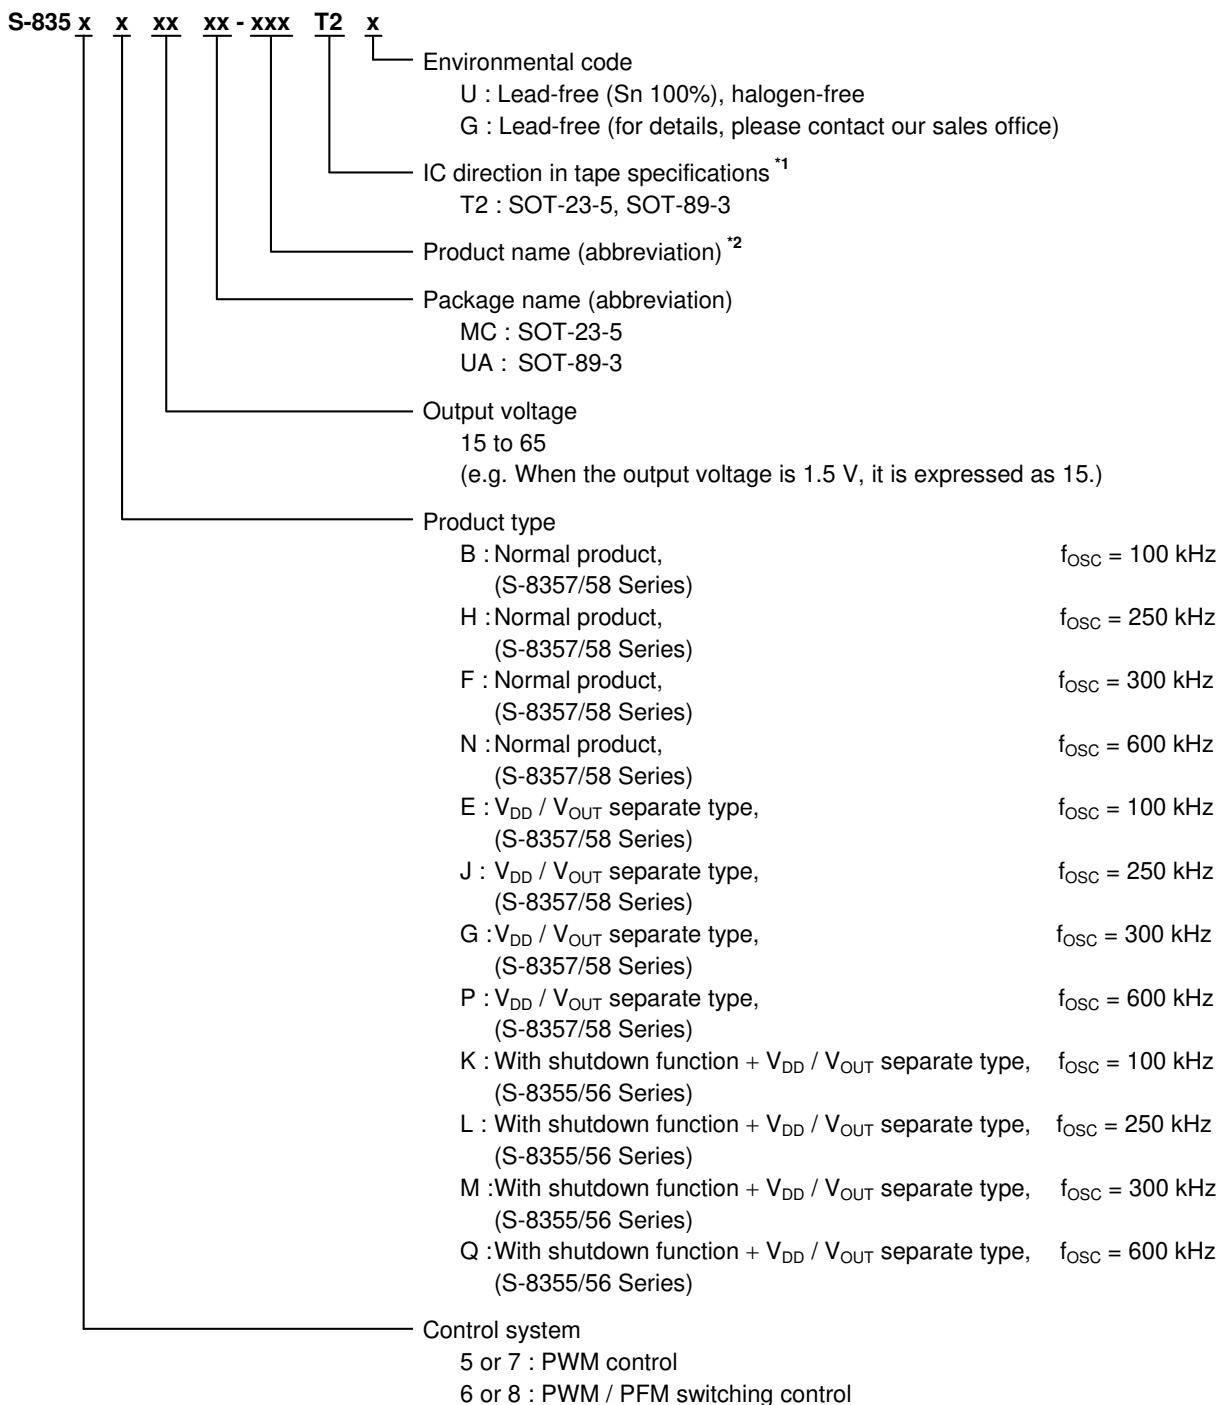 S-835 x x xx xx - xxx T2 x
Environmental code
U : Lead-free (Sn 100%), halogen-free
G : Lead-free (for details, please contact our sales office)
IC direction in tape specifications *1
T2 : SOT-23-5, SOT-89-3
Product name (abbreviation) *2
Package name (abbreviation)
MC : SOT-23-5
UA : SOT-89-3
Output voltage
15 to 65
(e.g. When the output voltage is 1.5 V, it is expressed as 15.)
Product type
B : Normal product, fOSC = 100 kHz
(S-8357/58 Series)
H : Normal product, fOSC = 250 kHz
(S-8357/58 Series)
F : Normal product, fOSC = 300 kHz
(S-8357/58 Series)
N : Normal product, fOSC = 600 kHz
(S-8357/58 Series)
E : VDD / VOUT separate type, fOSC = 100 kHz
(S-8357/58 Series)
J : VDD / VOUT separate type, fOSC = 250 kHz
(S-8357/58 Series)
G : VDD / VOUT separate type, fOSC = 300 kHz
(S-8357/58 Series)
P : VDD / VOUT separate type, fOSC = 600 kHz
(S-8357/58 Series)
K : With shutdown function + VDD / VOUT separate type, fOSC = 100 kHz
(S-8355/56 Series)
L : With shutdown function + VDD / VOUT separate type, fOSC = 250 kHz
(S-8355/56 Series)
M : With shutdown function + VDD / VOUT separate type, fOSC = 300 kHz
(S-8355/56 Series)
Q : With shutdown function + VDD / VOUT separate type, fOSC = 600 kHz
(S-8355/56 Series)
Control system
5 or 7 : PWM control
6 or 8 : PWM / PFM switching control